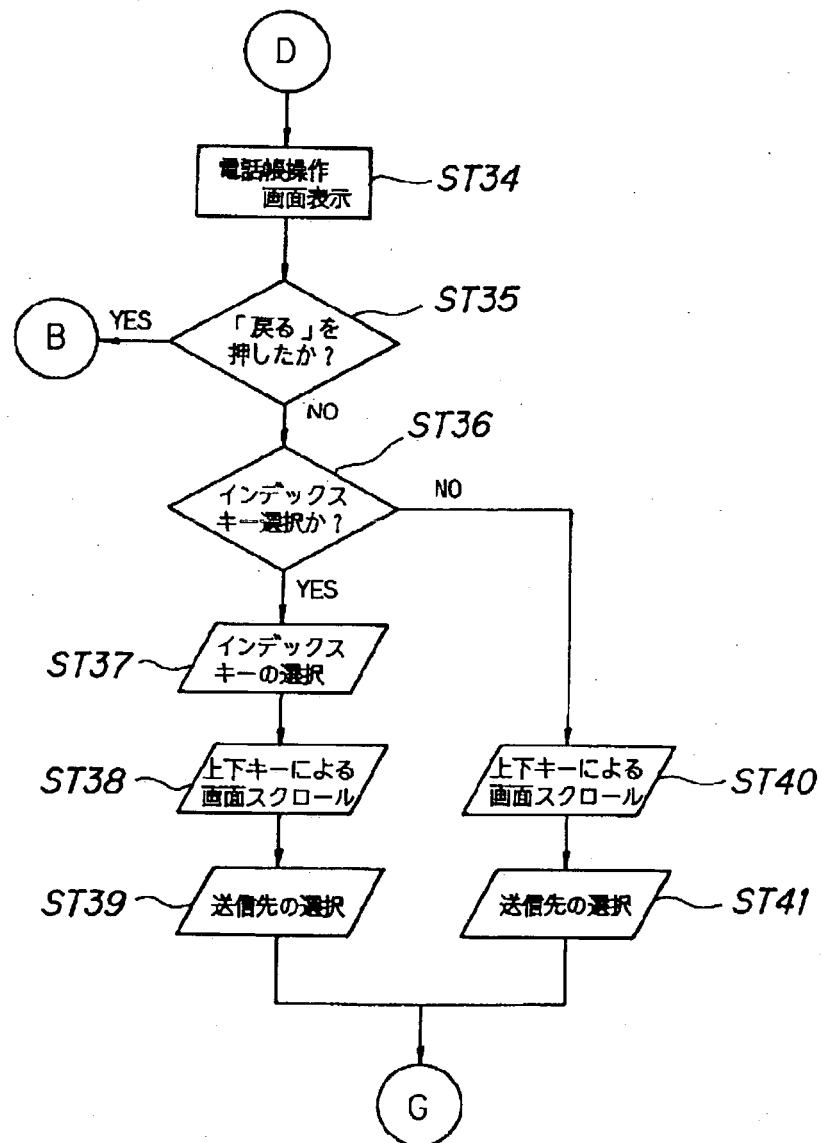 D
電話帳操作
画面表示
ST34
「戻る」を
押したか？
ST35
YES
B
NO
ST36
インデックス
キー選択か？
NO
YES
インデックス
キーの選択
ST37
上下キーによる
画面スクロール
ST38
上下キーによる
画面スクロール
ST40
送信先の選択
ST39
送信先の選択
ST41
G